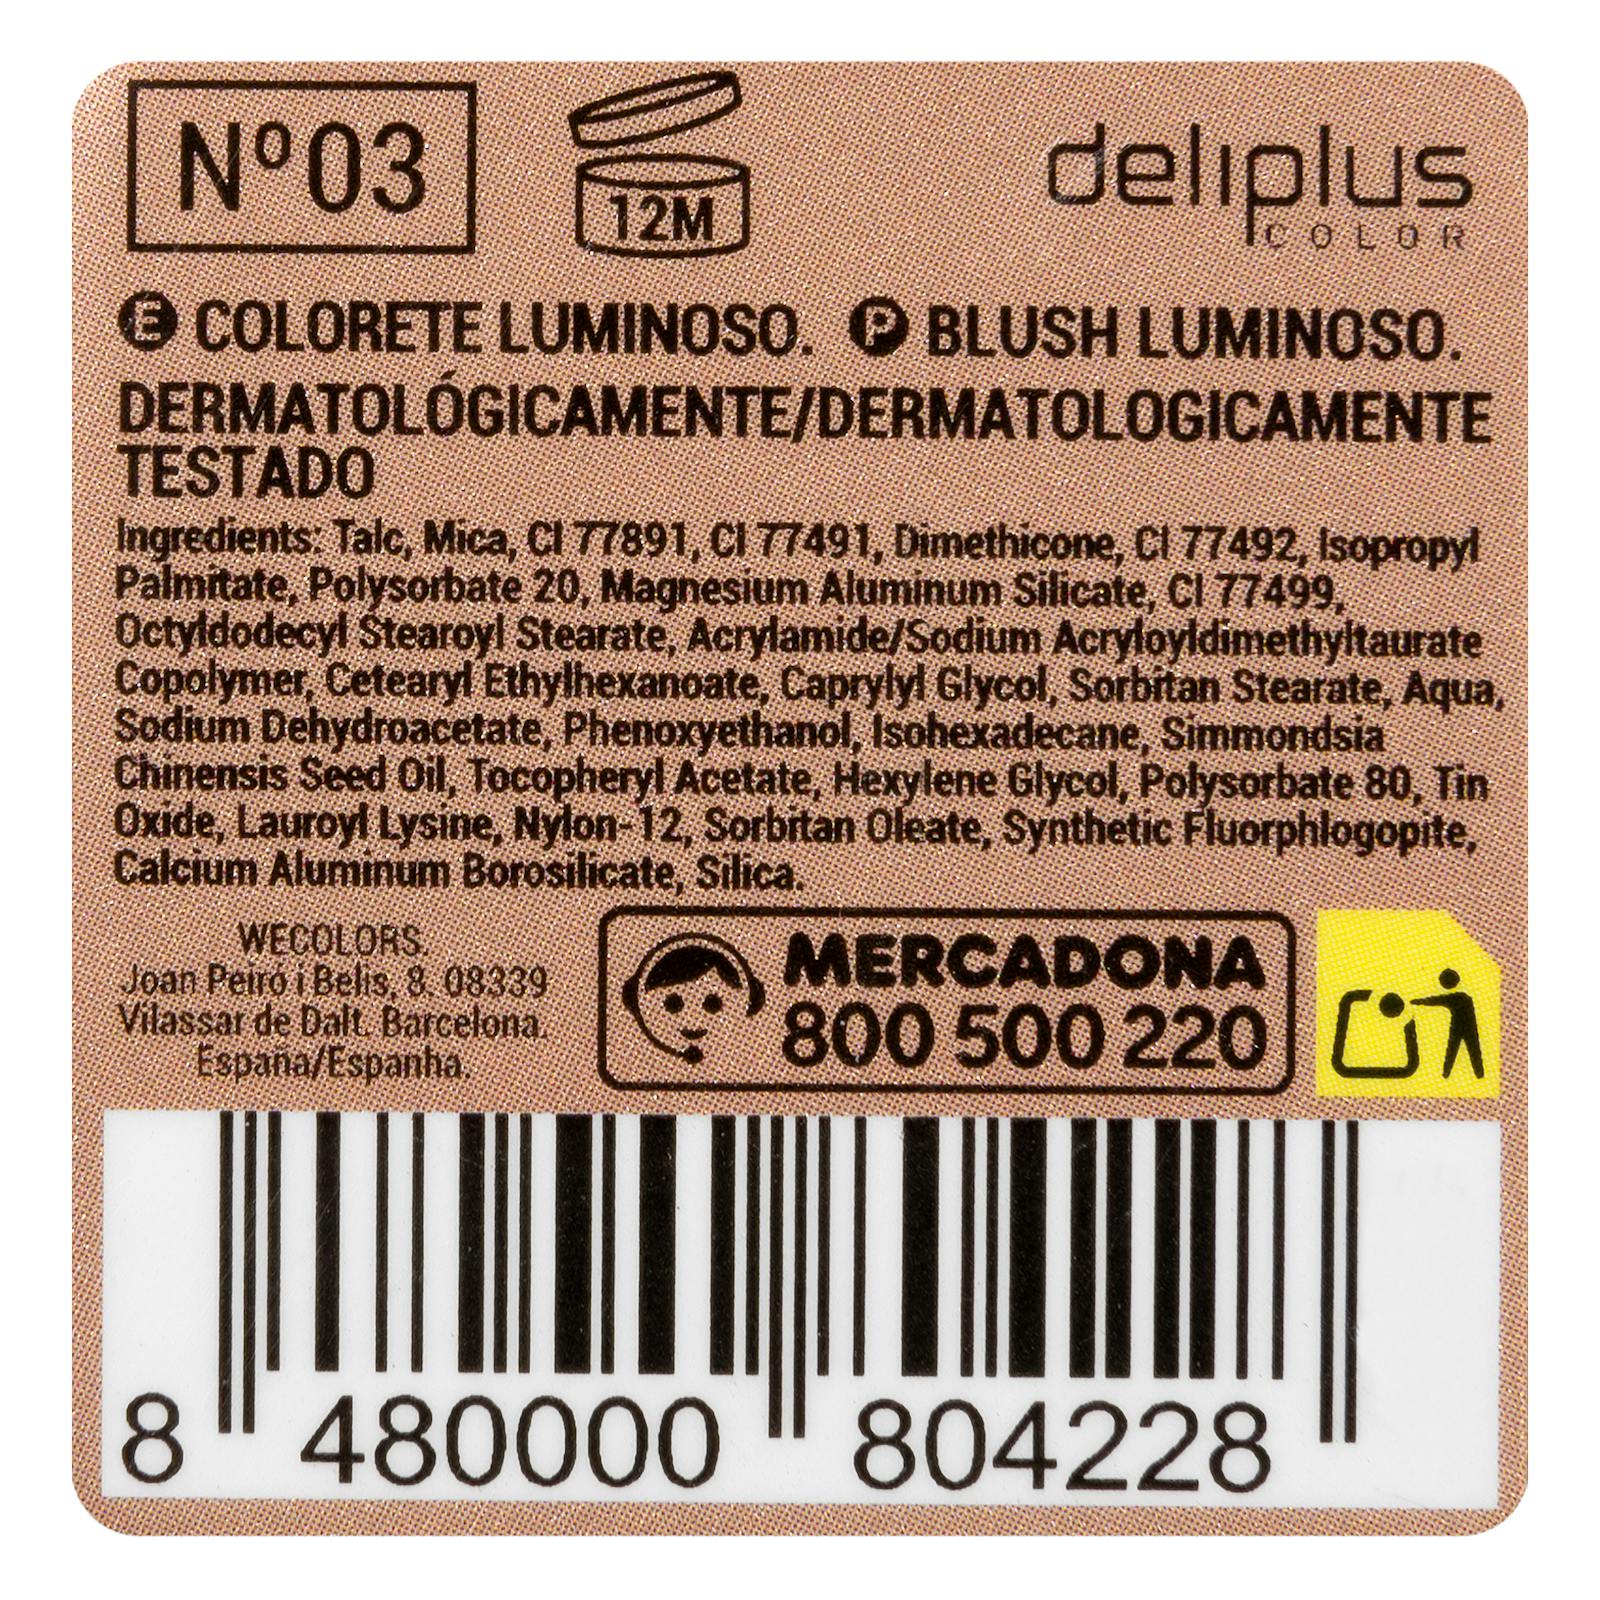 Nº03
12M
deliplus
COLOR
E COLORETE LUMINOSO. P BLUSH LUMINOSO.
DERMATOLÓGICAMENTE/DERMATOLOGICAMENTE
TESTADO
Ingredients: Talc, Mica, CI 77891, CI 77491, Dimethicone, CI 77492, Isopropyl
Palmitate, Polysorbate 20, Magnesium Aluminum Silicate, CI 77499,
Octyldodecyl Stearoyl Stearate, Acrylamide/Sodium Acryloyldimethyltaurate
Copolymer, Cetearyl Ethylhexanoate, Caprylyl Glycol, Sorbitan Stearate, Aqua,
Sodium Dehydroacetate, Phenoxyethanol, Isohexadecane, Simmondsia
Chinensis Seed Oil, Tocopheryl Acetate, Hexylene Glycol, Polysorbate 80, Tin
Oxide, Lauroyl Lysine, Nylon-12, Sorbitan Oleate, Synthetic Fluorphlogopite,
Calcium Aluminum Borosilicate, Silica.
WECOLORS.
Joan Peiró i Belis, 8. 08339
Vilassar de Dalt. Barcelona.
España/Espanha.
MERCADONA
800 500 220
8 480000 804228